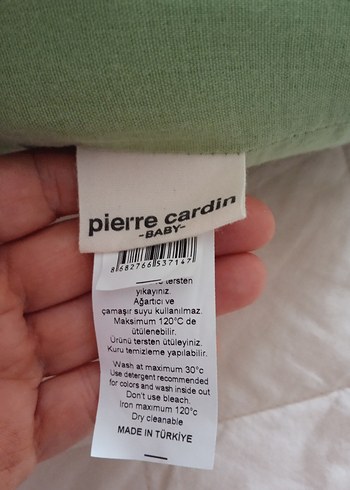 pierre cardin
-BABY-
8682766537147
tersten
yıkayınız.
Ağartıcı ve
çamaşır suyu kullanılmaz.
Maksimum 120°C de
ütülenebilir.
Ürünü tersten ütüleyiniz.
Kuru temizleme yapılabilir.
Wash at maximum 30°c
Use detergent recommended
for colors and wash inside out
Don't use bleach.
Iron maximum 120°c
Dry cleanable
MADE IN TÜRKİYE